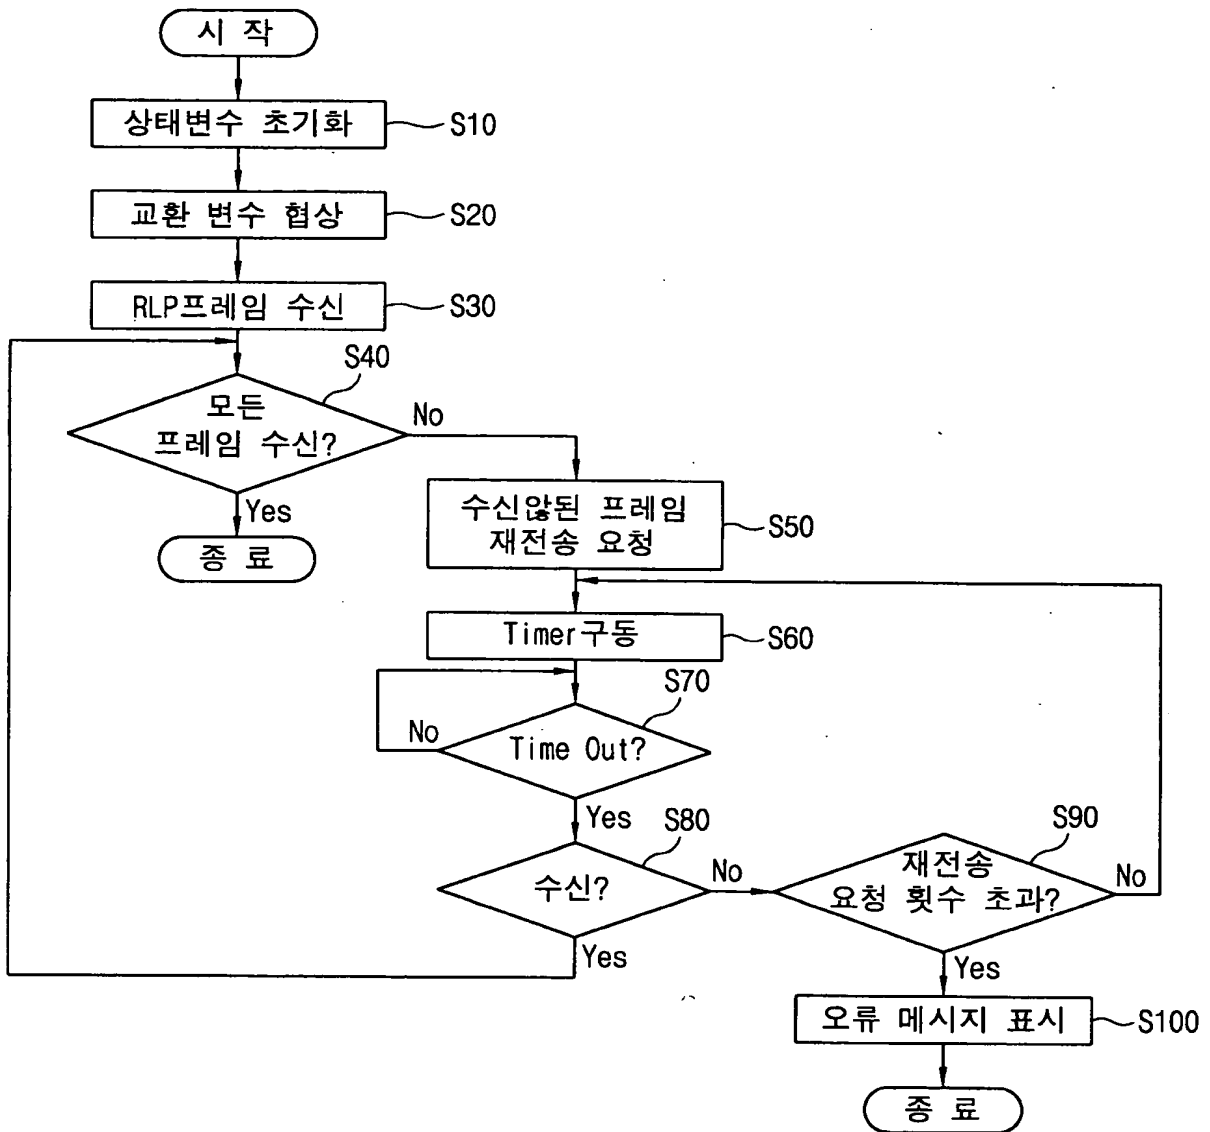 시 작
상태변수 초기화
S10
교환 변수 협상
S20
RLP프레임 수신
S30
S40
모든
프레임 수신?
No
Yes
종 료
수신않된 프레임
재전송 요청
S50
Timer구동
S60
S70
No
Time Out?
Yes
S80
수신?
No
Yes
S90
재전송
요청 횟수 초과?
No
Yes
오류 메시지 표시
S100
종 료